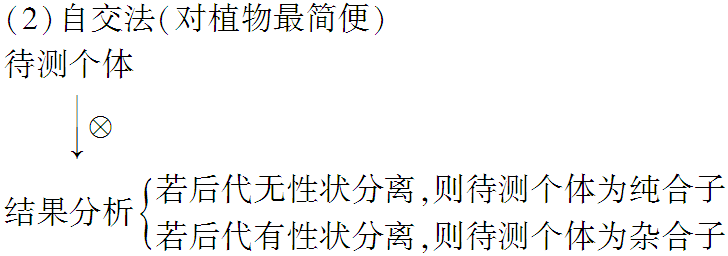 (2)自交法(对植物最简便)
待测个体
⊗
结果分析{若后代无性状分离,则待测个体为纯合子
若后代有性状分离,则待测个体为杂合子